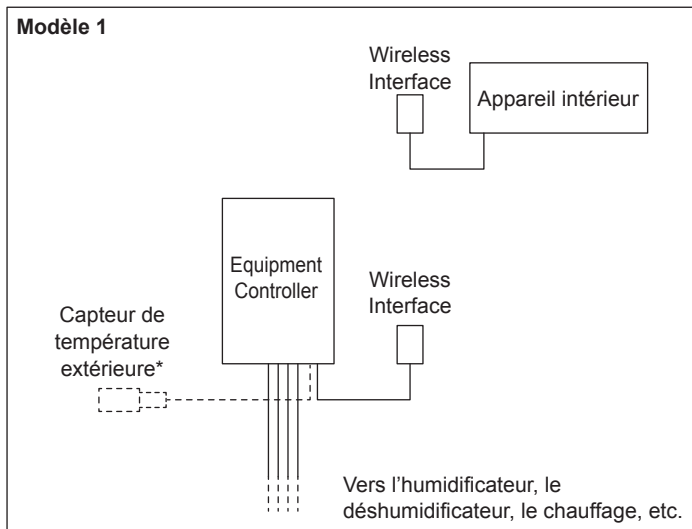 Modèle 1
Wireless
Interface
Appareil intérieur
Equipment
Controller
Wireless
Interface
Capteur de
température
extérieure*
Vers l’humidificateur, le
déshumidificateur, le chauffage, etc.